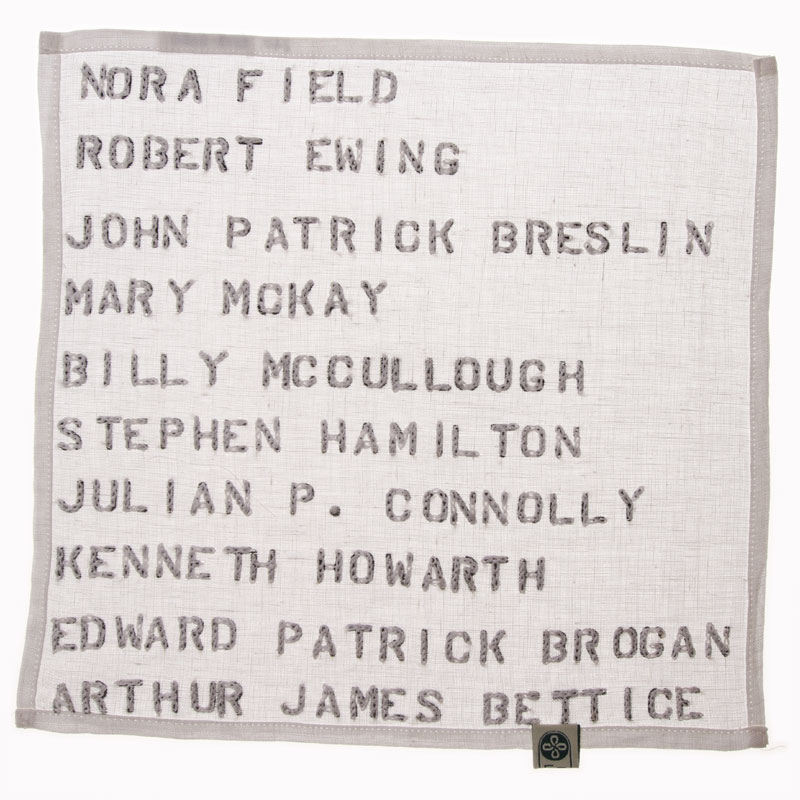 NORA FIELD
ROBERT EWING
JOHN PATRICK BRESLIN
MARY MCKAY
BILLY MCCULLOUGH
STEPHEN HAMILTON
JULIAN P. CONNOLLY
KENNETH HOWARTH
EDWARD PATRICK BROGAN
ARTHUR JAMES BETTICE